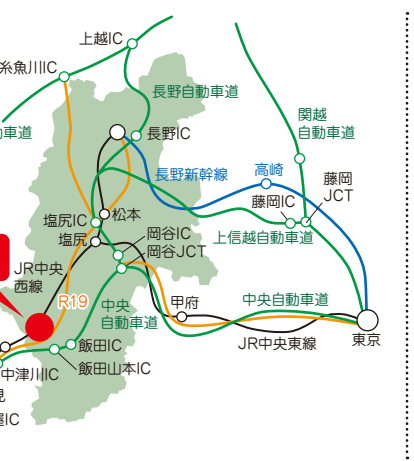 上越IC
糸魚川IC
長野自動車道
関越
自動車道
動車道
長野IC
長野新幹線
高崎
藤岡
JCT
藤岡IC
塩尻IC
松本
上信越自動車道
塩尻
岡谷IC
岡谷JCT
JR中央
西線
R19
中央
自動車道
甲府
中央自動車道
JR中央東線
東京
飯田IC
中津川IC
飯田山本IC
見
IC